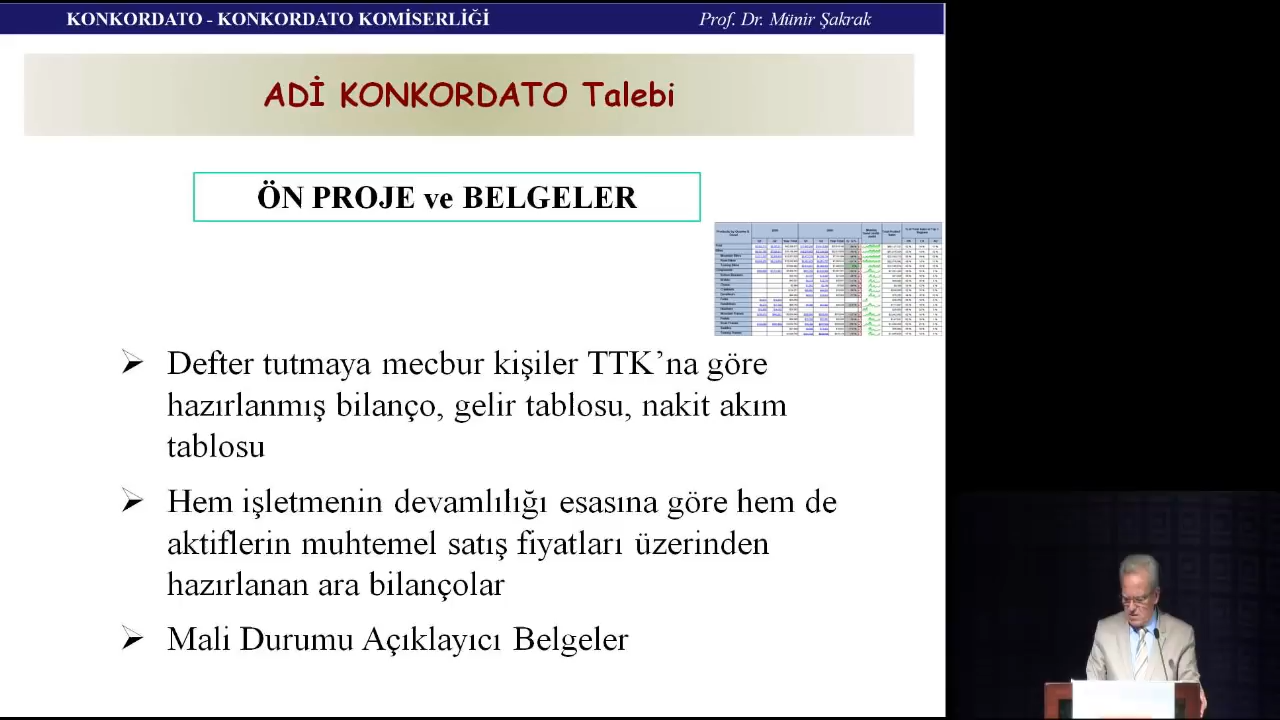 KONKORDATO - KONKORDATO KOMİSERLİĞİ
Prof. Dr. Münir Şakrak
ADİ KONKORDATO Talebi
ÖN PROJE ve BELGELER
Defter tutmaya mecbur kişiler TTK’na göre
hazırlanmış bilanço, gelir tablosu, nakit akım
tablosu
Hem işletmenin devamlılığı esasına göre hem de
aktiflerin muhtemel satış fiyatları üzerinden
hazırlanan ara bilançolar
Mali Durumu Açıklayıcı Belgeler